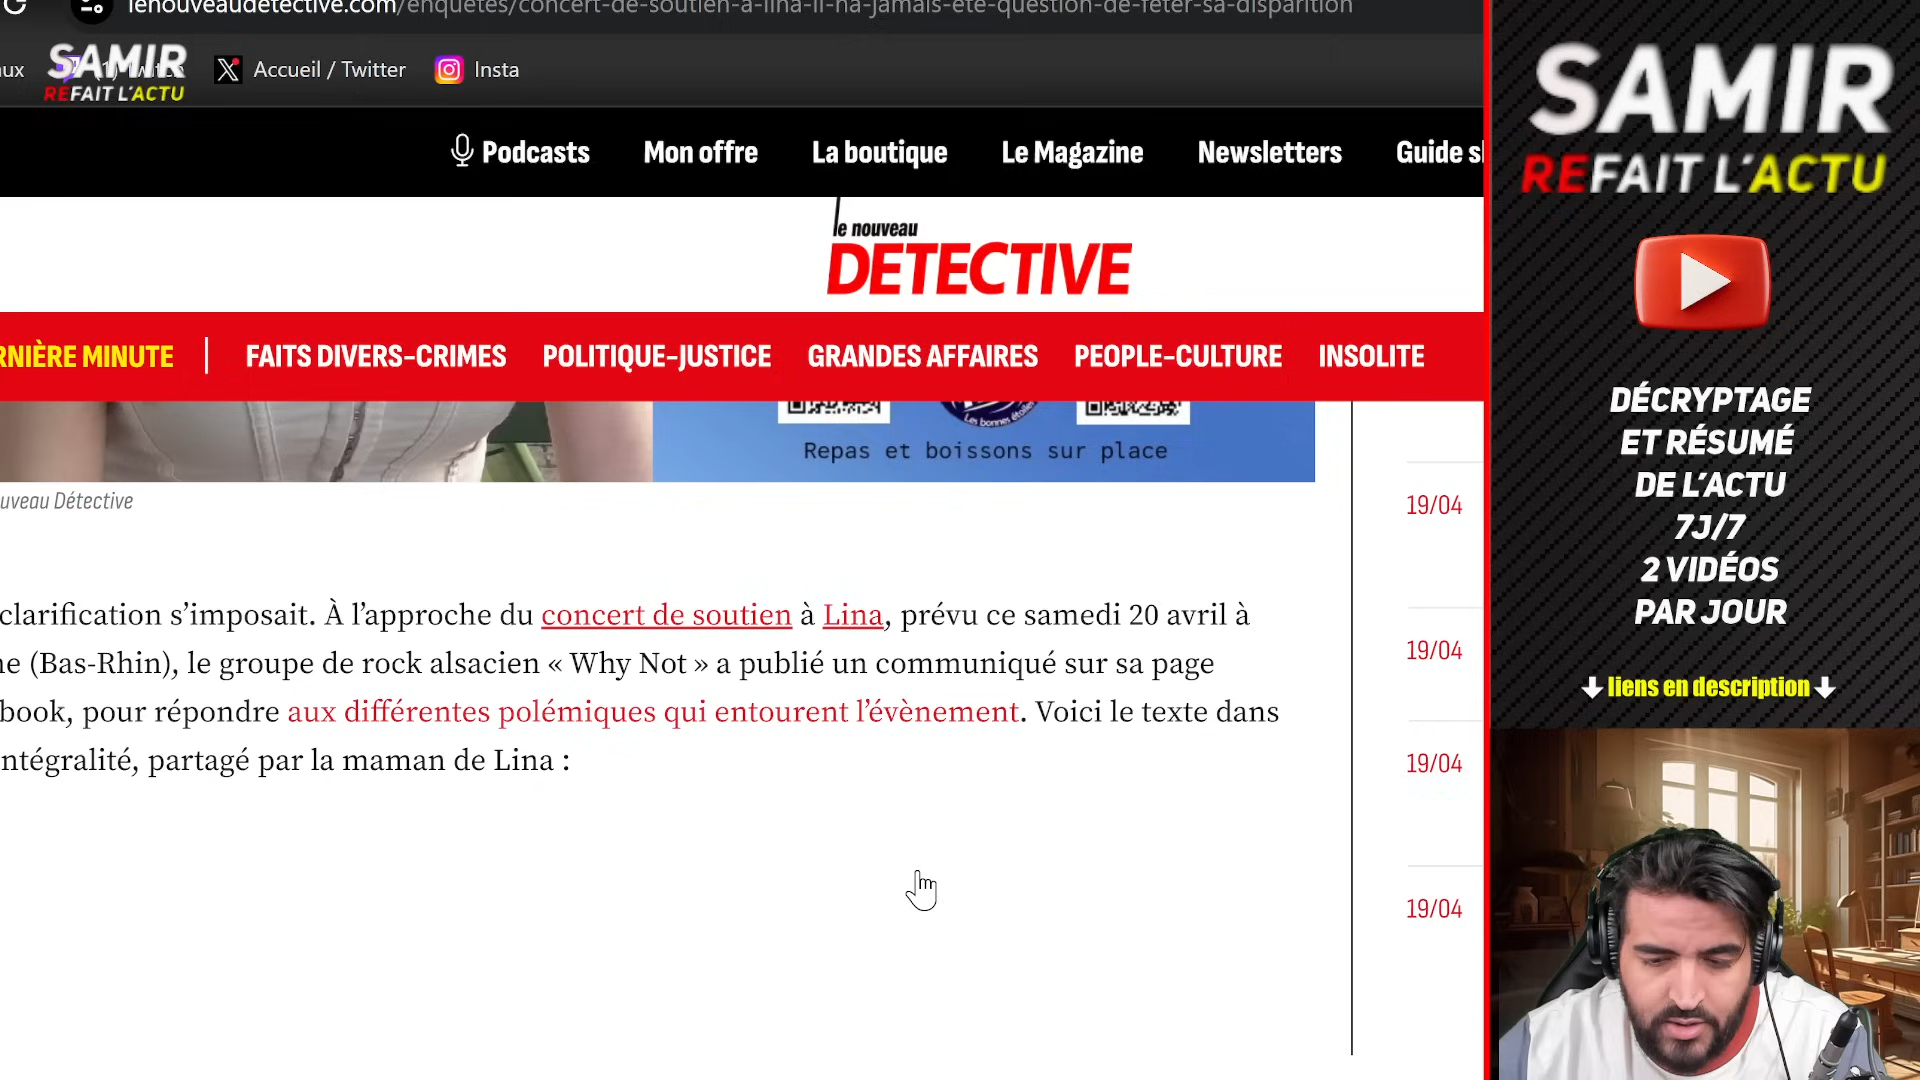 lenouveaudetective.com/enquetes/concert-de-soutien-a-lina-il-na-jamais-ete-question-de-feter-sa-disparition
aux
SAMIR
REFAIT L'ACTU
Accueil / Twitter
Insta
Podcasts
Mon offre
La boutique
Le Magazine
Newsletters
Guide s
le nouveau
DETECTIVE
RNIÈRE MINUTE
FAITS DIVERS-CRIMES
POLITIQUE-JUSTICE
GRANDES AFFAIRES
PEOPLE-CULTURE
INSOLITE
Les bonnes étoiles
Repas et boissons sur place
uveau Détective
clarification s'imposait. À l'approche du concert de soutien à Lina, prévu ce samedi 20 avril à
ne (Bas-Rhin), le groupe de rock alsacien « Why Not » a publié un communiqué sur sa page
book, pour répondre aux différentes polémiques qui entourent l'évènement. Voici le texte dans
ntégralité, partagé par la maman de Lina :
19/04
19/04
19/04
19/04
SAMIR
REFAIT L'ACTU
DÉCRYPTAGE
ET RÉSUMÉ
DE L'ACTU
7J/7
2 VIDÉOS
PAR JOUR
liens en description